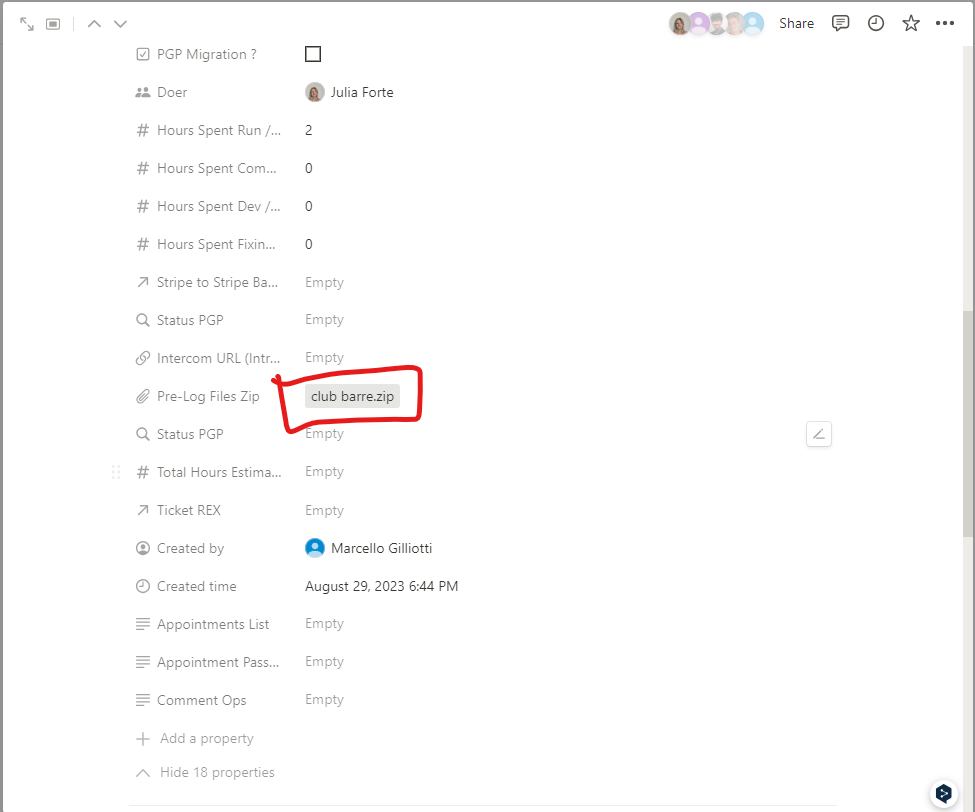 Share
PGP Migration ?
Doer Julia Forte
Hours Spent Run /... 2
Hours Spent Com... 0
Hours Spent Dev /... 0
Hours Spent Fixin... 0
Stripe to Stripe Ba... Empty
Status PGP Empty
Intercom URL (Intr... Empty
Pre-Log Files Zip club barre.zip
Status PGP Empty
Total Hours Estima... Empty
Ticket REX Empty
Created by Marcello Gilliotti
Created time August 29, 2023 6:44 PM
Appointments List Empty
Appointment Pass... Empty
Comment Ops Empty
Add a property
Hide 18 properties